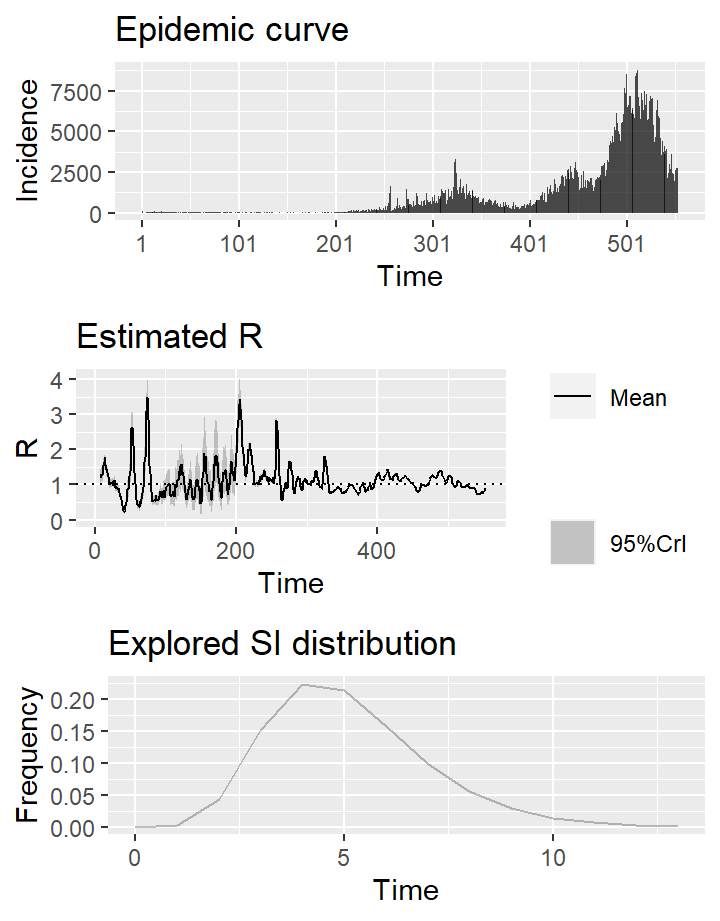 Epidemic curve
Incidence
7500
5000
2500
0
1 101 201 301 401 501
Time
Estimated R
R
4
3
2
1
0
0 200 400
Time
Mean
95%CrI
Explored SI distribution
Frequency
0.20
0.15
0.10
0.05
0.00
0 5 10
Time